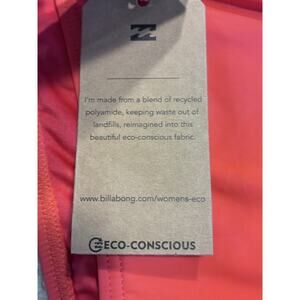 I'm made from a blend of recycled
polyamide, keeping waste out of
landfills, reimagined into this
beautiful eco-conscious fabric.
www.billabong.com/womens-eco
ECO-CONSCIOUS